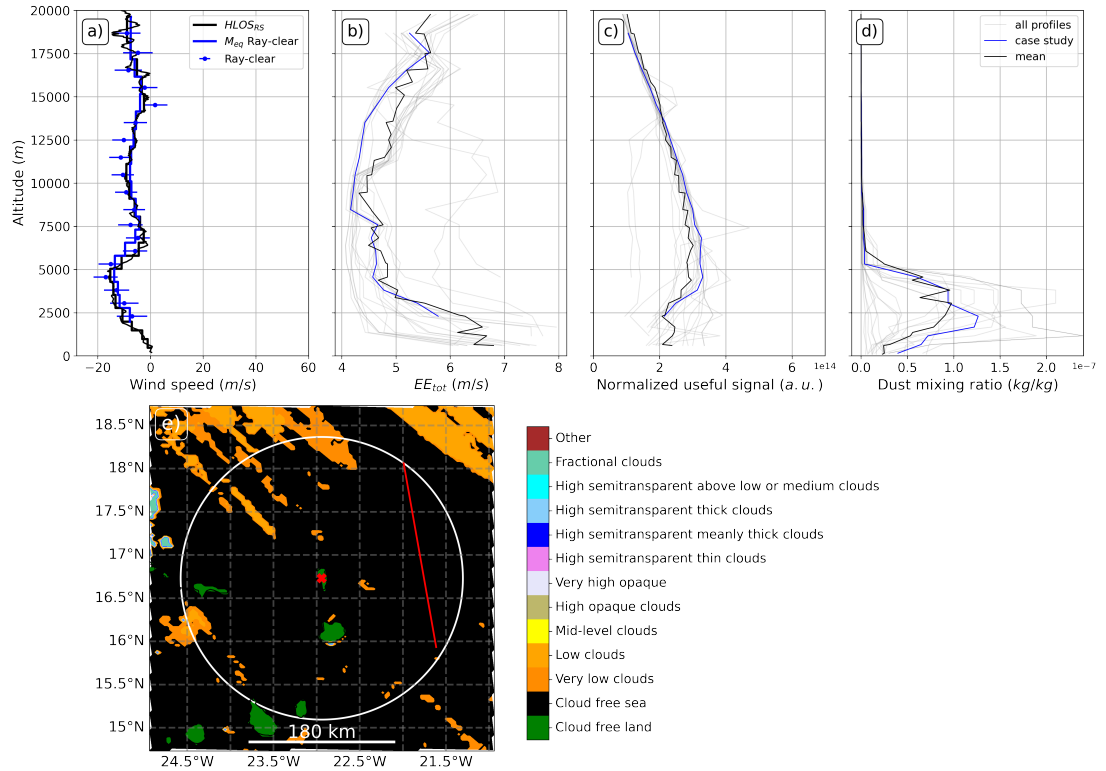 a)
HLOS_RS
M_eq Ray-clear
Ray-clear
b)
c)
d)
all profiles
case study
mean
Altitude (m)
20000
17500
15000
12500
10000
7500
5000
2500
0
−20 0 20 40 60
Wind speed (m/s)
4 5 6 7 8
EE_tot (m/s)
0 2 4 6
1e14
Normalized useful signal (a.u.)
0.0 0.5 1.0 1.5 2.0
1e−7
Dust mixing ratio (kg/kg)
e)
18.5°N
18°N
17.5°N
17°N
16.5°N
16°N
15.5°N
15°N
180 km
24.5°W 23.5°W 22.5°W 21.5°W
Other
Fractional clouds
High semitransparent above low or medium clouds
High semitransparent thick clouds
High semitransparent meanly thick clouds
High semitransparent thin clouds
Very high opaque
High opaque clouds
Mid-level clouds
Low clouds
Very low clouds
Cloud free sea
Cloud free land